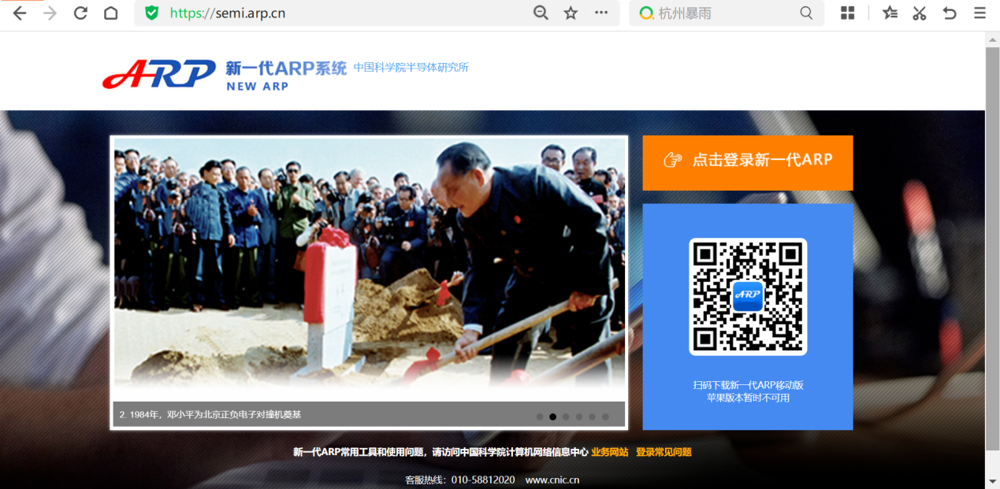 https://semi.arp.cn
杭州暴雨
ARP 新一代ARP系统 中国科学院半导体研究所
NEW ARP
点击登录新一代ARP
ARP
扫码下载新一代ARP移动版
苹果版本暂时不可用
2. 1984年，邓小平为北京正负电子对撞机奠基
新一代ARP常用工具和使用问题，请访问中国科学院计算机网络信息中心 业务网站 登录常见问题
客服热线：010-58812020 www.cnic.cn